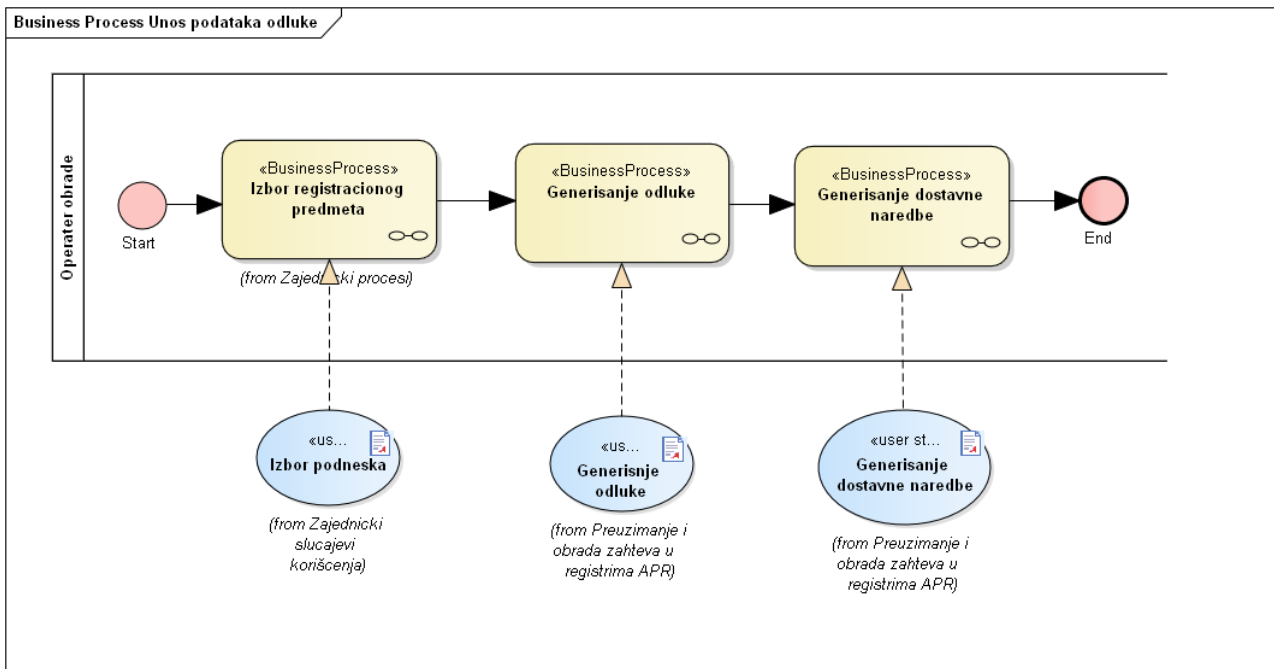 Business Process Unos podataka odluke
Operater obrade
Start
«BusinessProcess»
Izbor registracionog
predmeta
(from Zajednicki procesi)
«BusinessProcess»
Generisanje odluke
«BusinessProcess»
Generisanje dostavne
naredbe
End
«us...
Izbor podneska
(from Zajednicki
slucajevi
korišcenja)
«us...
Generisnje
odluke
(from Preuzimanje i
obrada zahteva u
registrima APR)
«user st...
Generisanje
dostavne naredbe
(from Preuzimanje i
obrada zahteva u
registrima APR)